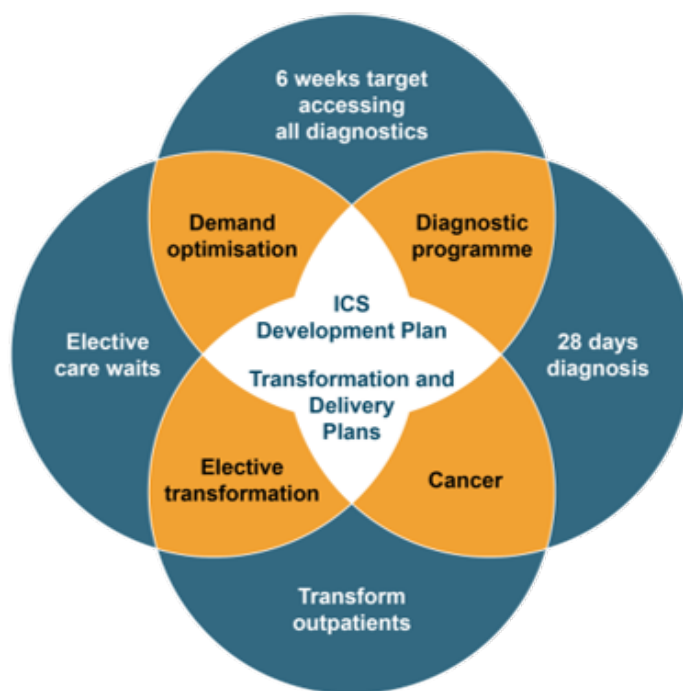 6 weeks target
accessing
all diagnostics
Demand
optimisation
Diagnostic
programme
Elective
care waits
ICS
Development Plan
Transformation and
Delivery
Plans
28 days
diagnosis
Elective
transformation
Cancer
Transform
outpatients